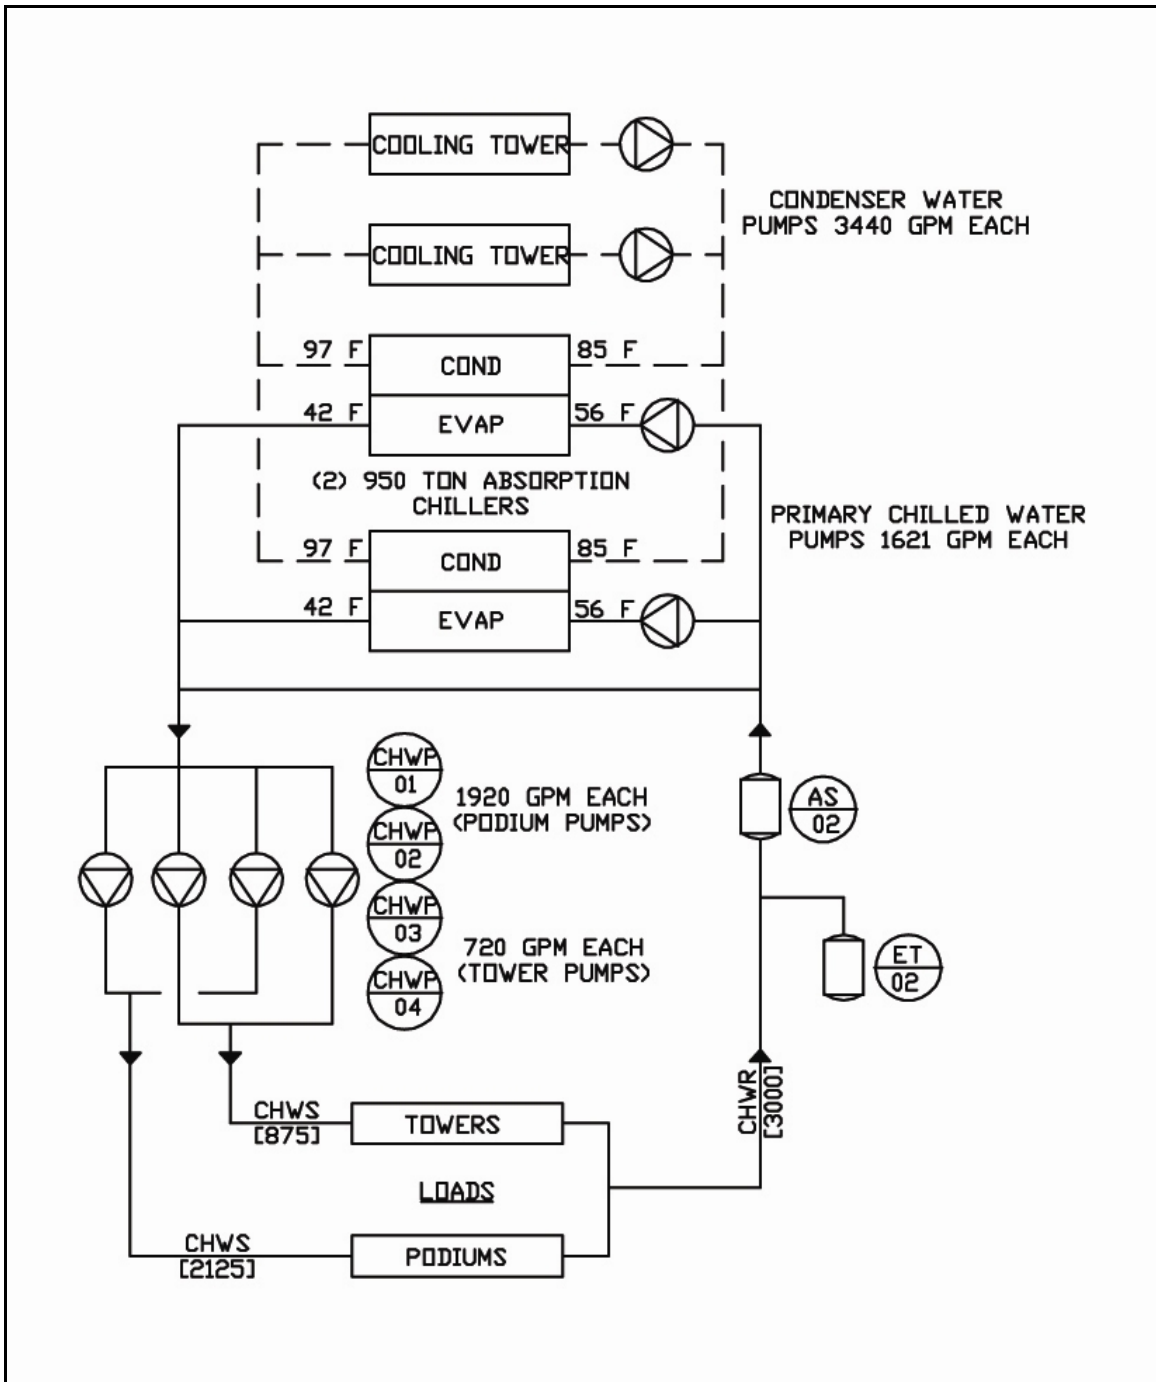 COOLING TOWER
CONDENSER WATER
PUMPS 3440 GPM EACH
COOLING TOWER
97 F
COND
85 F
42 F
EVAP
56 F
(2) 950 TON ABSORPTION
CHILLERS
PRIMARY CHILLED WATER
PUMPS 1621 GPM EACH
97 F
COND
85 F
42 F
EVAP
56 F
CHWP
01
1920 GPM EACH
(PODIUM PUMPS)
CHWP
02
AS
02
CHWP
03
720 GPM EACH
(TOWER PUMPS)
CHWP
04
ET
02
CHWR
[3000]
CHWS
[875]
TOWERS
LOADS
CHWS
[2125]
PODIUMS